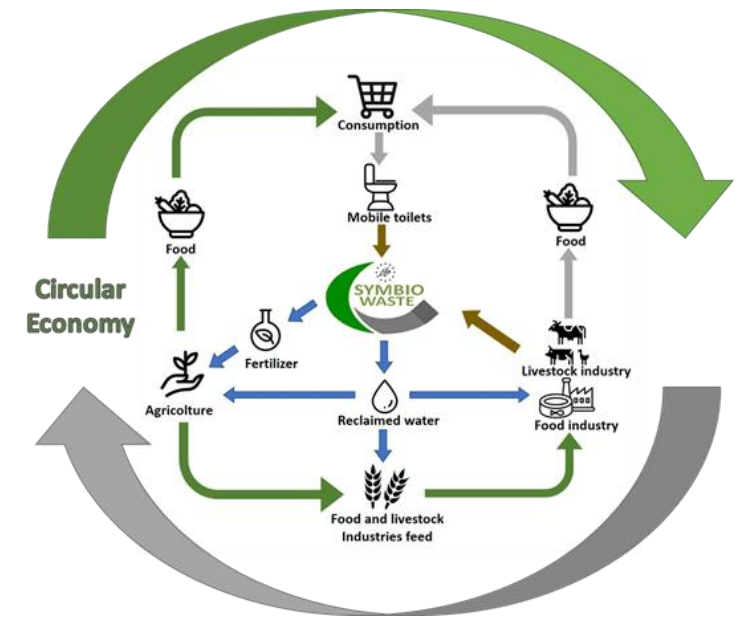 Consumption
Mobile toilets
Food
Food
SYMBIO
WASTE
Circular
Economy
Fertilizer
Livestock industry
Agricolture
Reclaimed water
Food industry
Food and livestock
Industries feed